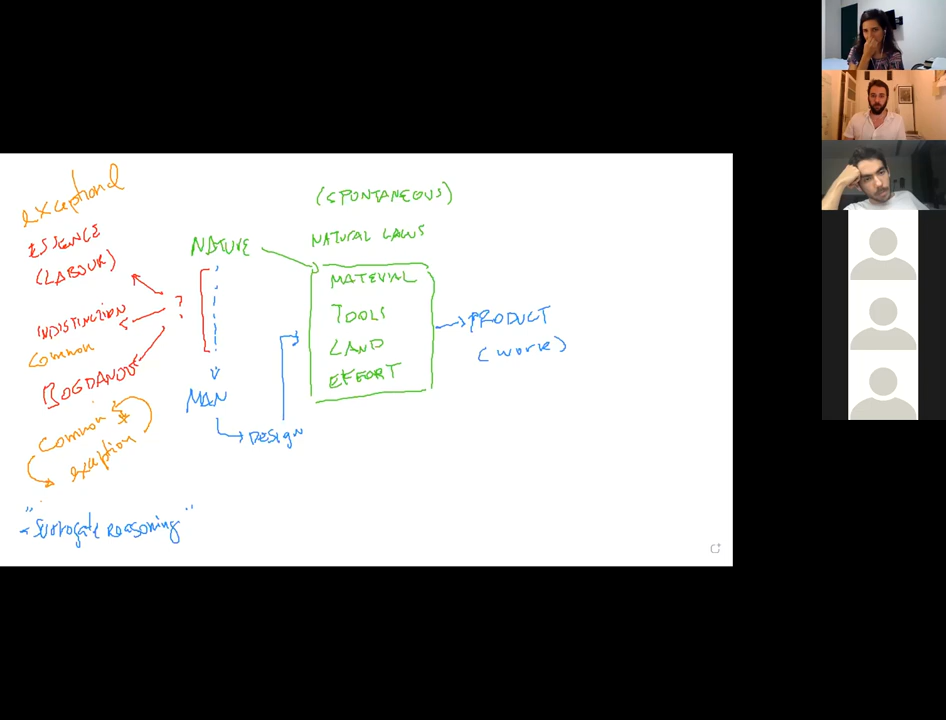 exceptional
ESSENCE
(LABOUR)
INDISTINCTION
common
BOGDANOV
common
exception
"Surrogate reasoning"
NATURE
?
MAN
DESIGN
(SPONTANEOUS)
NATURAL LAWS
MATERIAL
TOOLS
LAND
EFFORT
PRODUCT
(work)